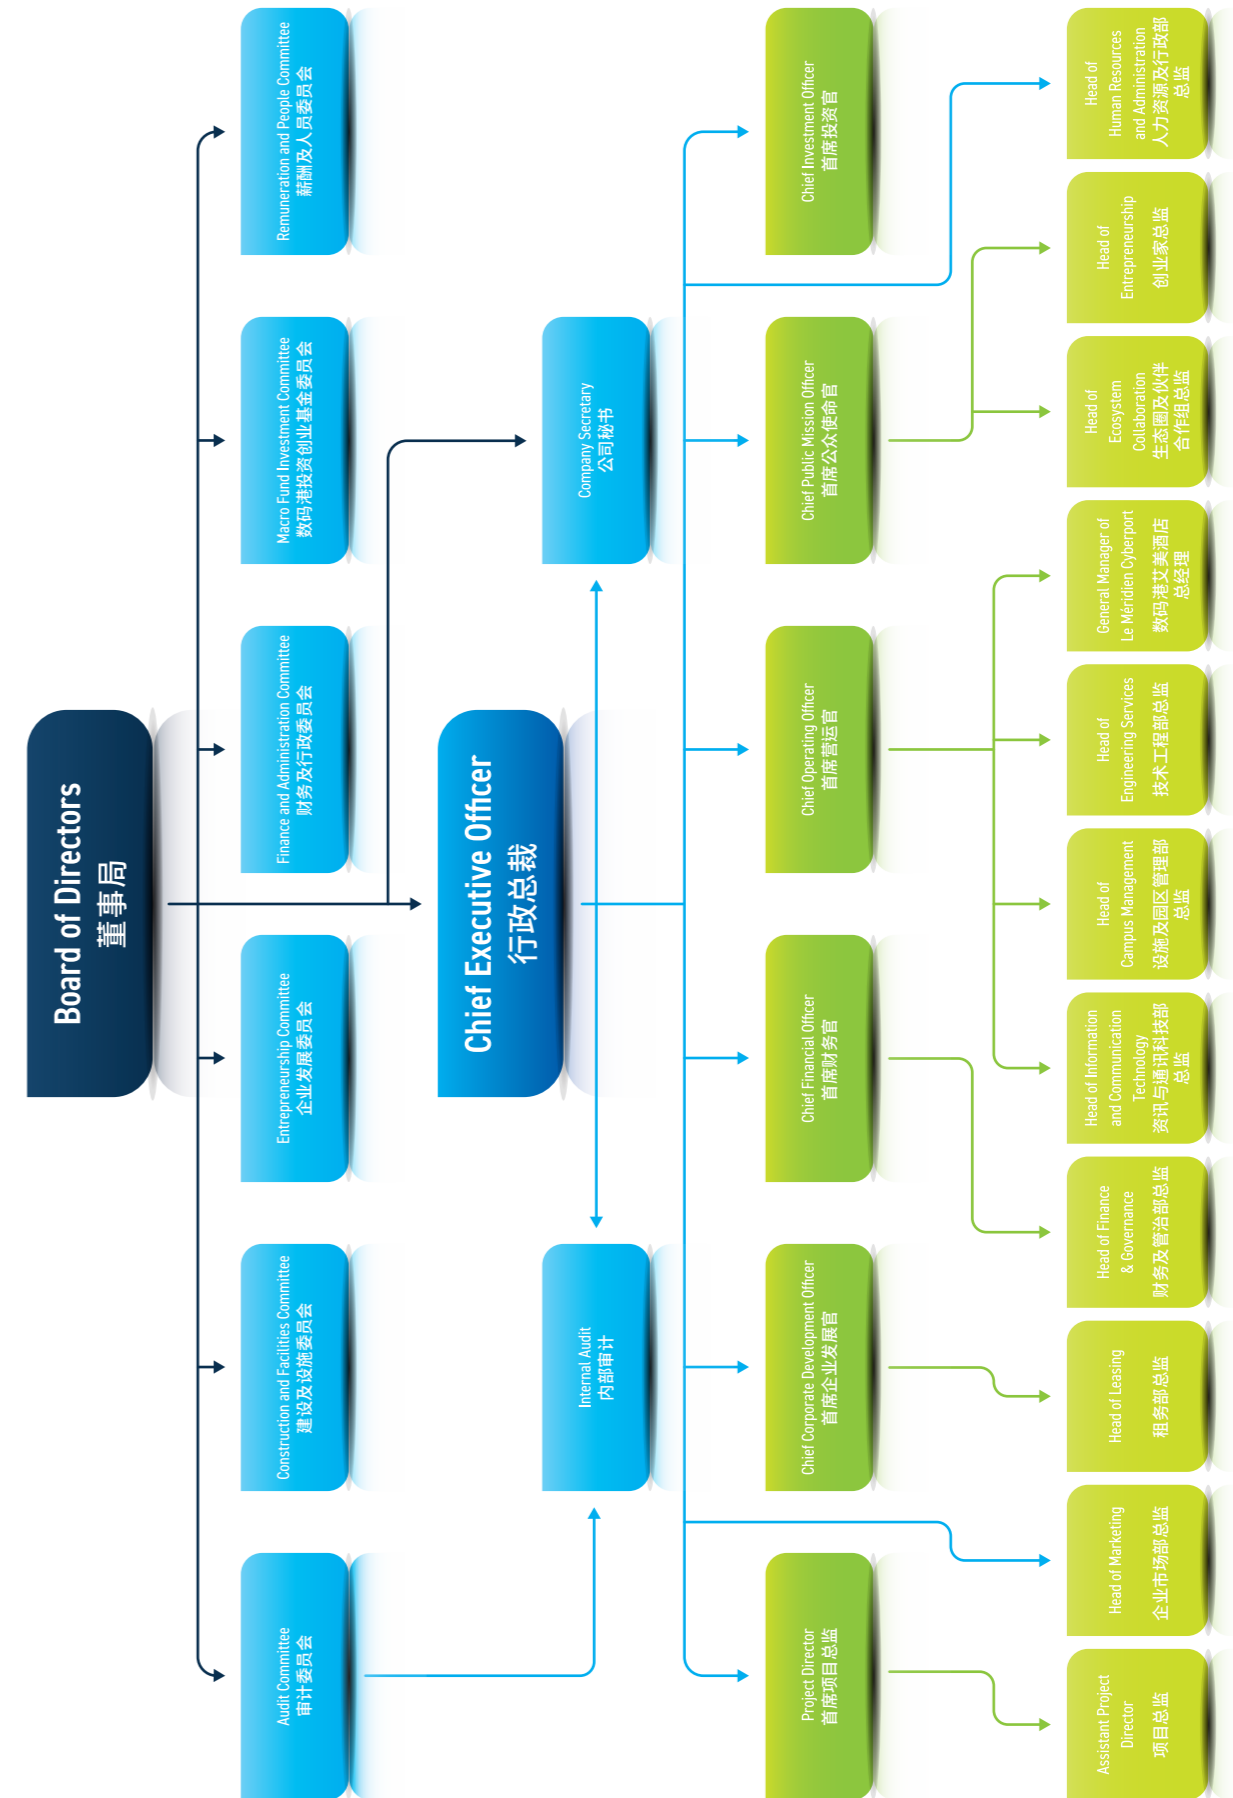 Board of Directors
董事局
Audit Committee
审计委员会
Construction and Facilities Committee
建设及设施委员会
Entrepreneurship Committee
企业发展委员会
Finance and Administration Committee
财务及行政委员会
Macro Fund Investment Committee
数码港投资创业基金委员会
Remuneration and People Committee
薪酬及人员委员会
Chief Executive Officer
行政总裁
Internal Audit
内部审计
Company Secretary
公司秘书
Project Director
首席项目总监
Chief Corporate Development Officer
首席企业发展官
Chief Financial Officer
首席财务官
Chief Operating Officer
首席营运官
Chief Public Mission Officer
首席公众使命官
Chief Investment Officer
首席投资官
Assistant Project
Director
项目总监
Head of Marketing
企业市场部总监
Head of Leasing
租务部总监
Head of Finance
& Governance
财务及管治部总监
Head of Information
and Communication
Technology
资讯与通讯科技部
总监
Head of
Campus Management
设施及园区管理部
总监
Head of
Engineering Services
技术工程部总监
General Manager of
Le Méridien Cyberport
数码港艾美酒店
总经理
Head of
Ecosystem
Collaboration
生态圈及伙伴
合作组总监
Head of
Entrepreneurship
创业家总监
Head of
Human Resources
and Administration
人力资源及行政部
总监